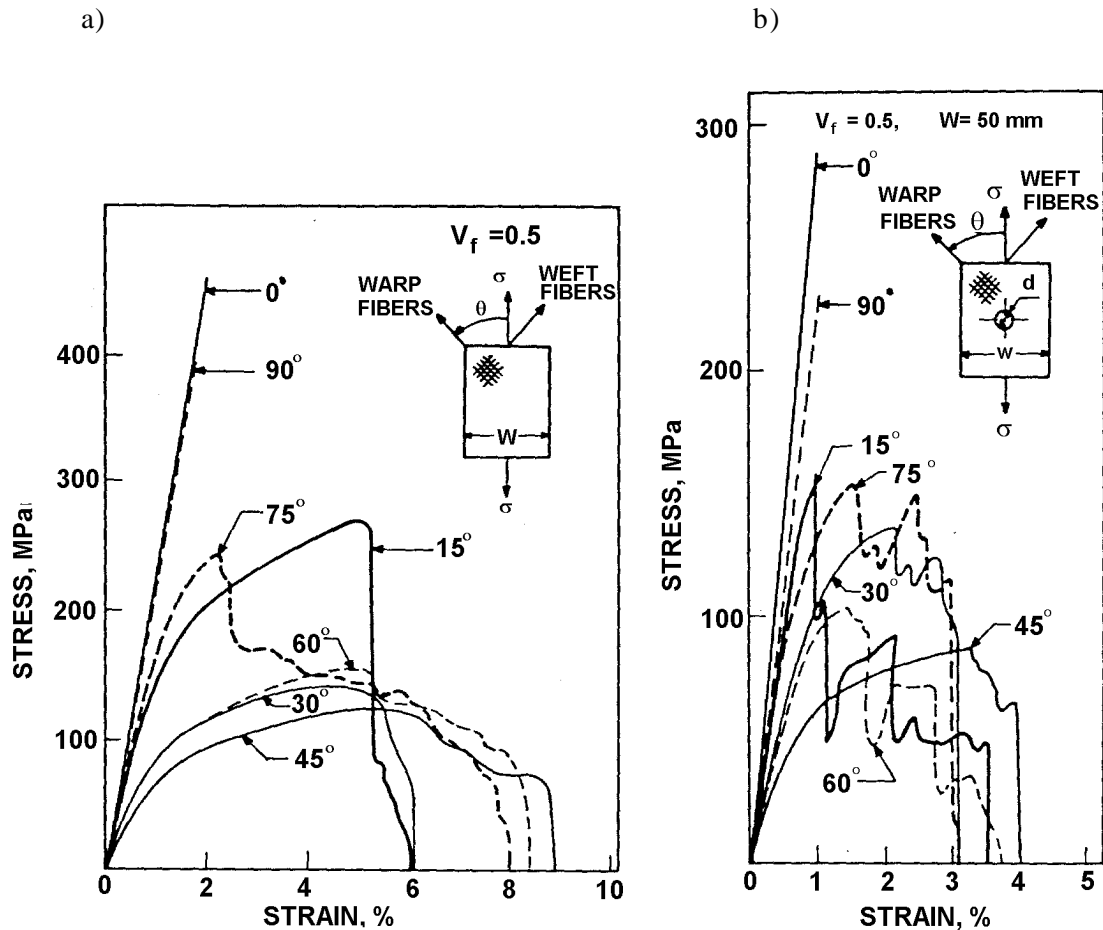 a)
V_f =0.5
σ
WARP FIBERS
θ
WEFT FIBERS
W
σ
0°
90°
75°
15°
60°
30°
45°
400
300
200
100
0
2
4
6
8
10
STRESS, MPa
STRAIN, %
b)
V_f = 0.5, W= 50 mm
σ
WARP FIBERS
θ
WEFT FIBERS
d
W
σ
0°
90°
15°
75°
30°
45°
60°
300
200
100
0
1
2
3
4
5
STRESS, MPa
STRAIN, %